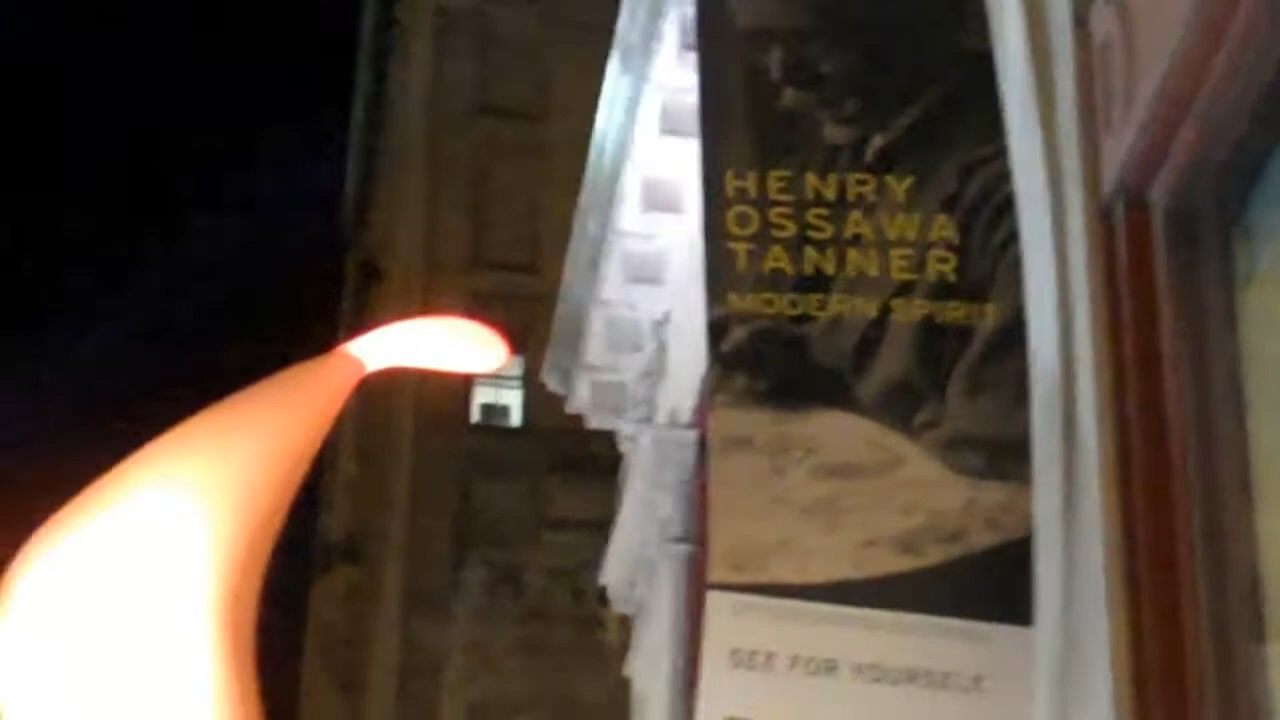 HENRY
OSSAWA
TANNER
MODERN SPIRIT
SEE FOR YOURSELF